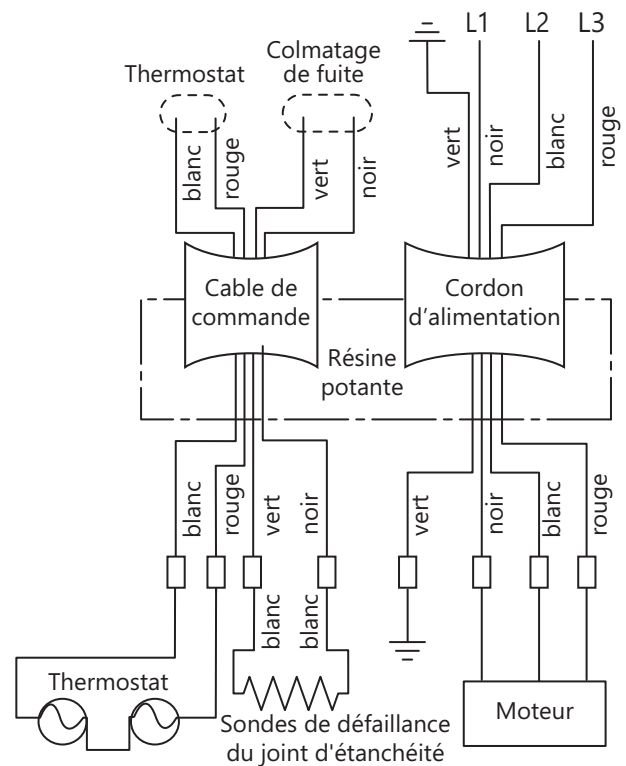 L1 L2 L3
Thermostat
Colmatage
de fuite
blanc
rouge
vert
noir
vert
noir
blanc
rouge
Cable de
commande
Cordon
d'alimentation
Résine
potante
blanc
rouge
vert
noir
vert
noir
blanc
rouge
blanc
blanc
Thermostat
Sondes de défaillance
du joint d'étanchéité
Moteur